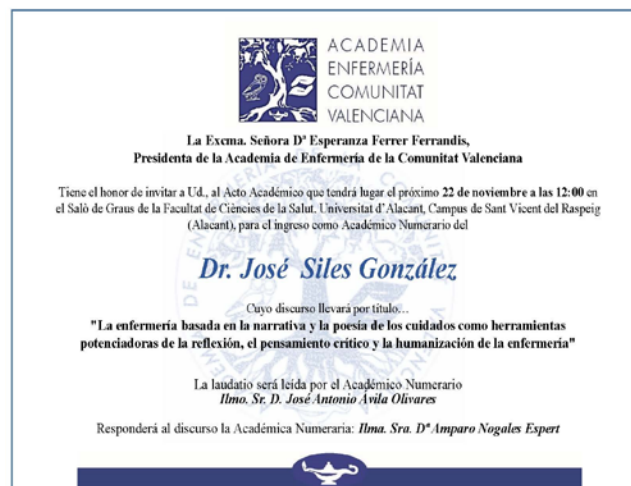 ACADEMIA
ENFERMERÍA
COMUNITAT
VALENCIANA
La Excma. Señora Dª Esperanza Ferrer Ferrandis,
Presidenta de la Academia de Enfermería de la Comunitat Valenciana
Tiene el honor de invitar a Ud., al Acto Académico que tendrá lugar el próximo 22 de noviembre a las 12:00 en
el Salò de Graus de la Facultat de Ciències de la Salut. Universitat d'Alacant, Campus de Sant Vicent del Raspeig
(Alacant), para el ingreso como Académico Numerario del
Dr. José Siles González
Cuyo discurso llevará por título…
"La enfermería basada en la narrativa y la poesía de los cuidados como herramientas
potenciadoras de la reflexión, el pensamiento crítico y la humanización de la enfermería"
La laudatio será leída por el Académico Numerario
Ilmo. Sr. D. José Antonio Ávila Olivares
Responderá al discurso la Académica Numeraria: Ilma. Sra. Dª Amparo Nogales Espert